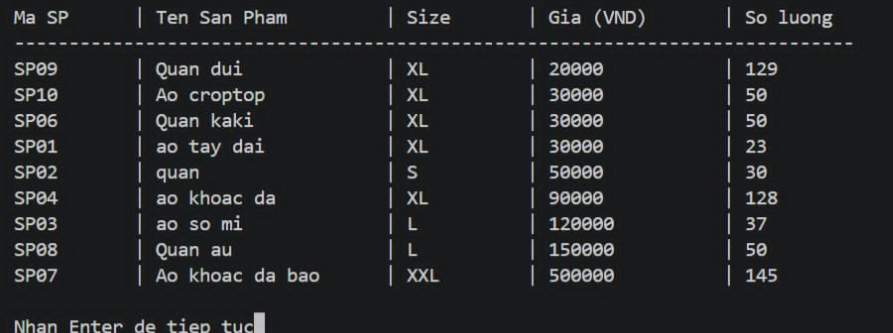 Ma SP | Ten San Pham | Size | Gia (VND) | So luong
--------------------------------------------------------------------------------
SP09 | Quan dui | XL | 20000 | 129
SP10 | Ao croptop | XL | 30000 | 50
SP06 | Quan kaki | XL | 30000 | 50
SP01 | ao tay dai | XL | 30000 | 23
SP02 | quan | S | 50000 | 30
SP04 | ao khoac da | XL | 90000 | 128
SP03 | ao so mi | L | 120000 | 37
SP08 | Quan au | L | 150000 | 50
SP07 | Ao khoac da bao | XXL | 500000 | 145
Nhan Enter de tiep tuc